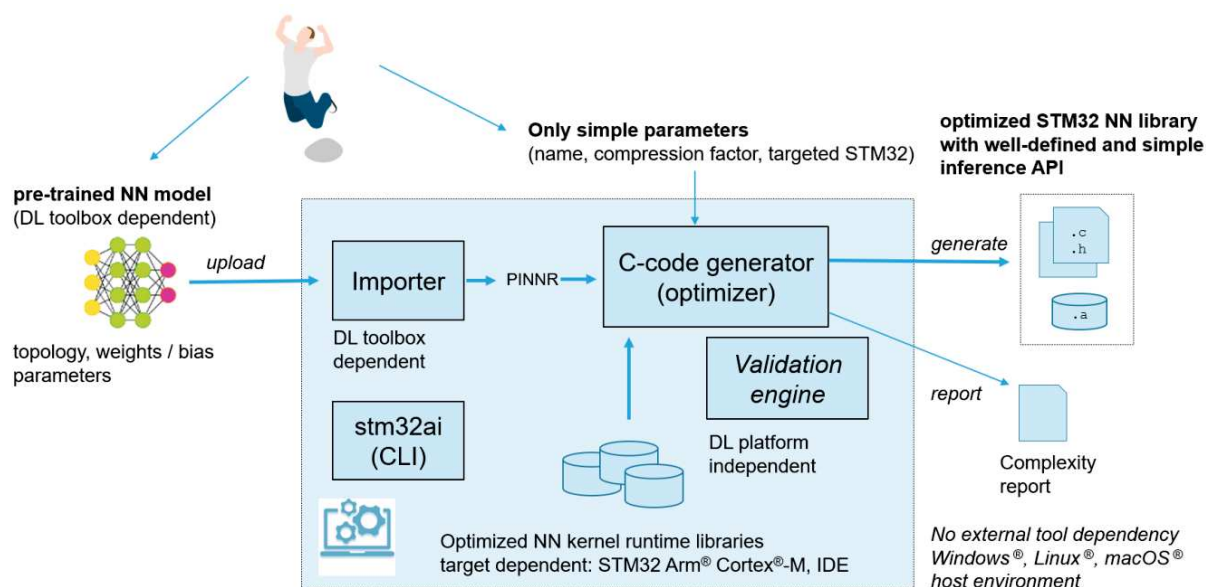 Only simple parameters
(name, compression factor, targeted STM32)
optimized STM32 NN library
with well-defined and simple
inference API
pre-trained NN model
(DL toolbox dependent)
upload
topology, weights / bias
parameters
Importer
DL toolbox
dependent
PINNR
C-code generator
(optimizer)
generate
.c
.h
.a
Validation
engine
DL platform
independent
report
stm32ai
(CLI)
Complexity
report
Optimized NN kernel runtime libraries
target dependent: STM32 Arm® Cortex®-M, IDE
No external tool dependency
Windows®, Linux®, macOS®
host environment